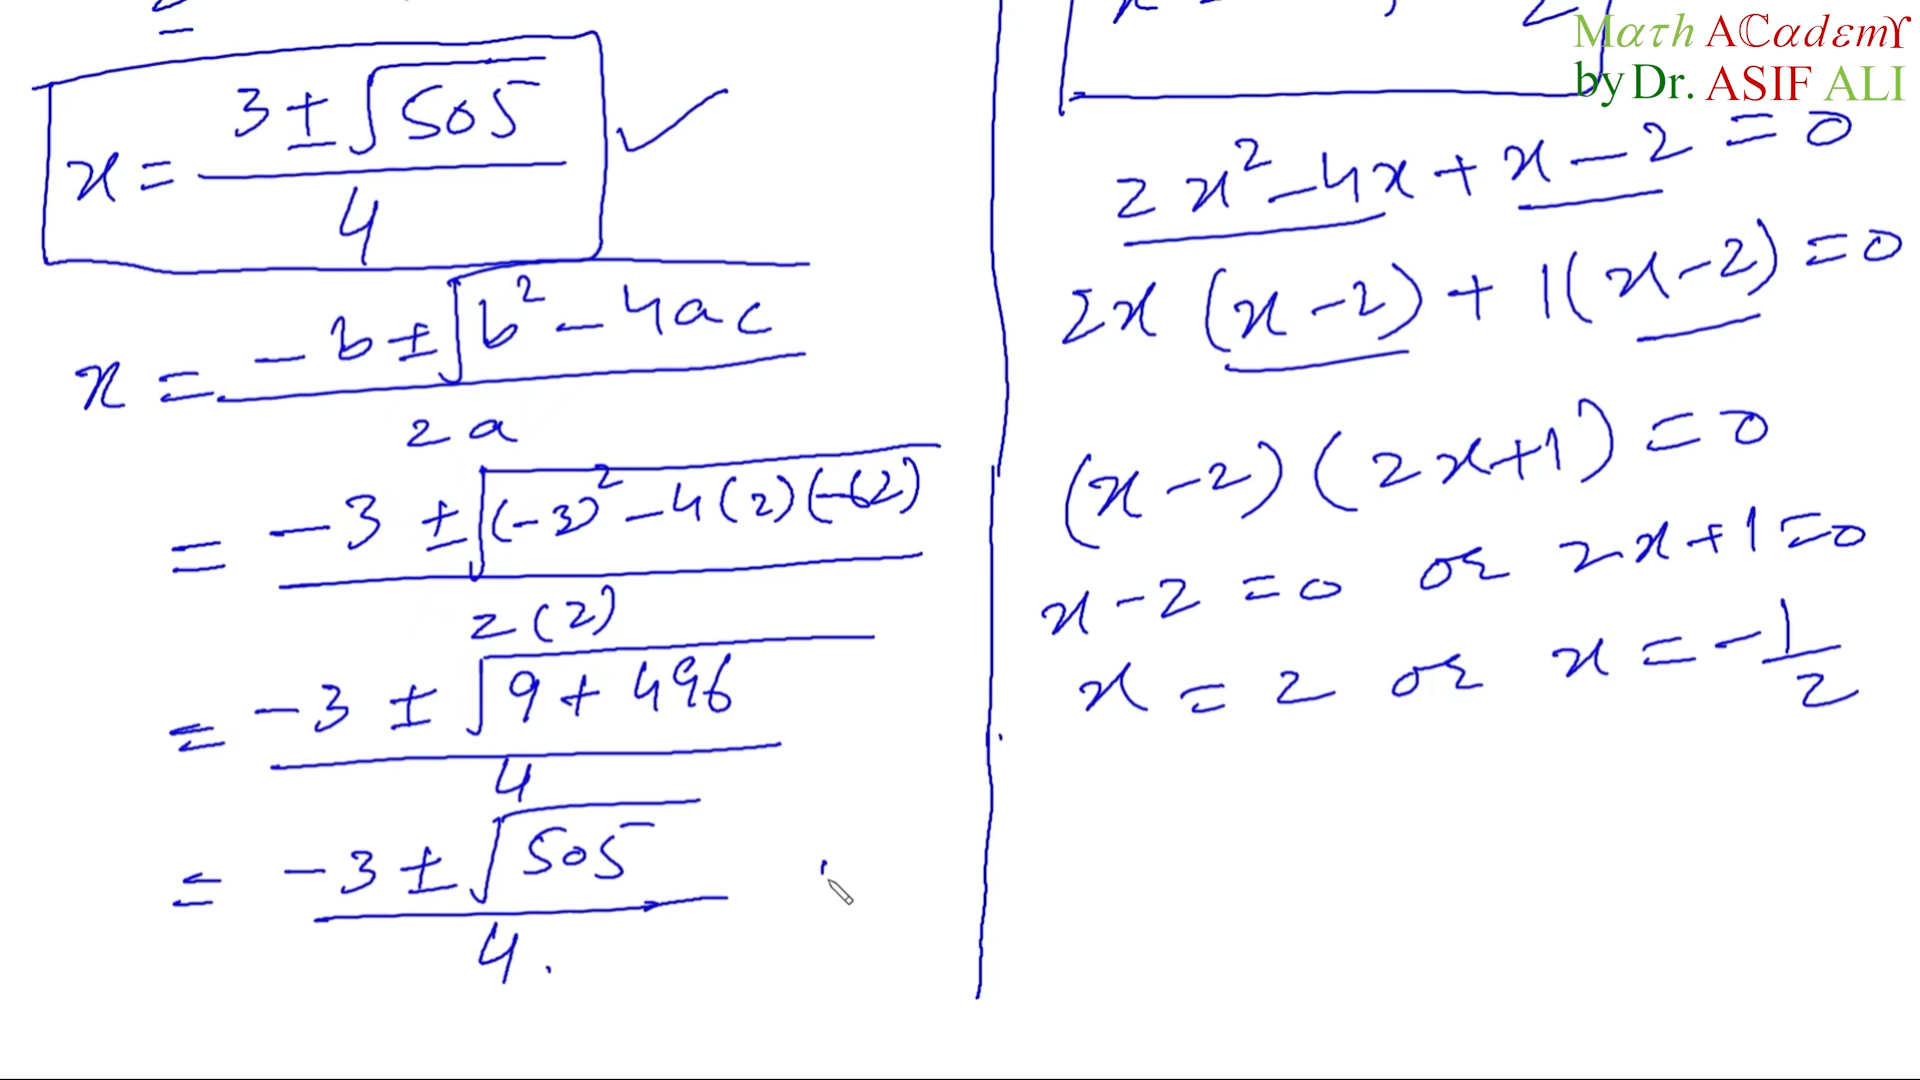 x = 3 ± √505 / 4
x = -b ± √b² - 4ac / 2a
= -3 ± √(-3)² - 4(2)(-62) / 2(2)
= -3 ± √9 + 496 / 4
= -3 ± √505 / 4.
Mατh ACαdεmϒ
by Dr. ASIF ALI
2x² - 4x + x - 2 = 0
2x (x - 2) + 1(x - 2) = 0
(x - 2) (2x + 1) = 0
x - 2 = 0 or 2x + 1 = 0
x = 2 or x = -1/2